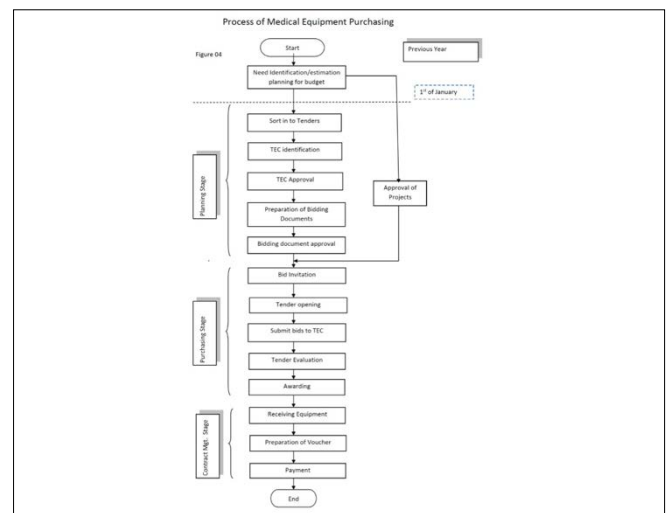 Process of Medical Equipment Purchasing
Figure 04
Start
Previous Year
Need Identification/estimation
planning for budget
1st of January
Sort in to Tenders
TEC identification
TEC Approval
Approval of
Projects
Preparation of Bidding
Documents
Bidding document approval
Planning Stage
Bid Invitation
Tender opening
Submit bids to TEC
Tender Evaluation
Awarding
Purchasing Stage
Receiving Equipment
Preparation of Voucher
Payment
Contract Mgt. Stage
End